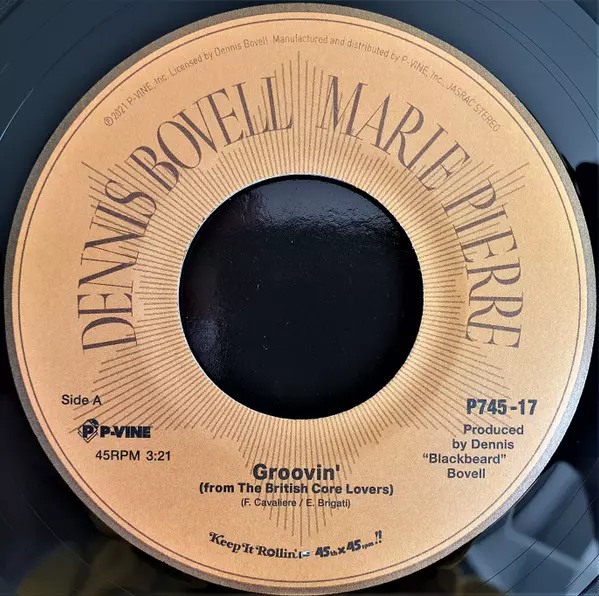 ℗2021 P-VINE, Inc. Licensed by Dennis Bovell. Manufactured and distributed by P-VINE, Inc., JASRAC STEREO
DENNIS BOVELL MARIE PIERRE
Side A
P-VINE
45RPM 3:21
P745-17
Produced
by Dennis
"Blackbeard"
Bovell
Groovin'
(from The British Core Lovers)
(F. Cavaliere / E. Brigati)
Keep It Rollin' 45th x 45rpm !!